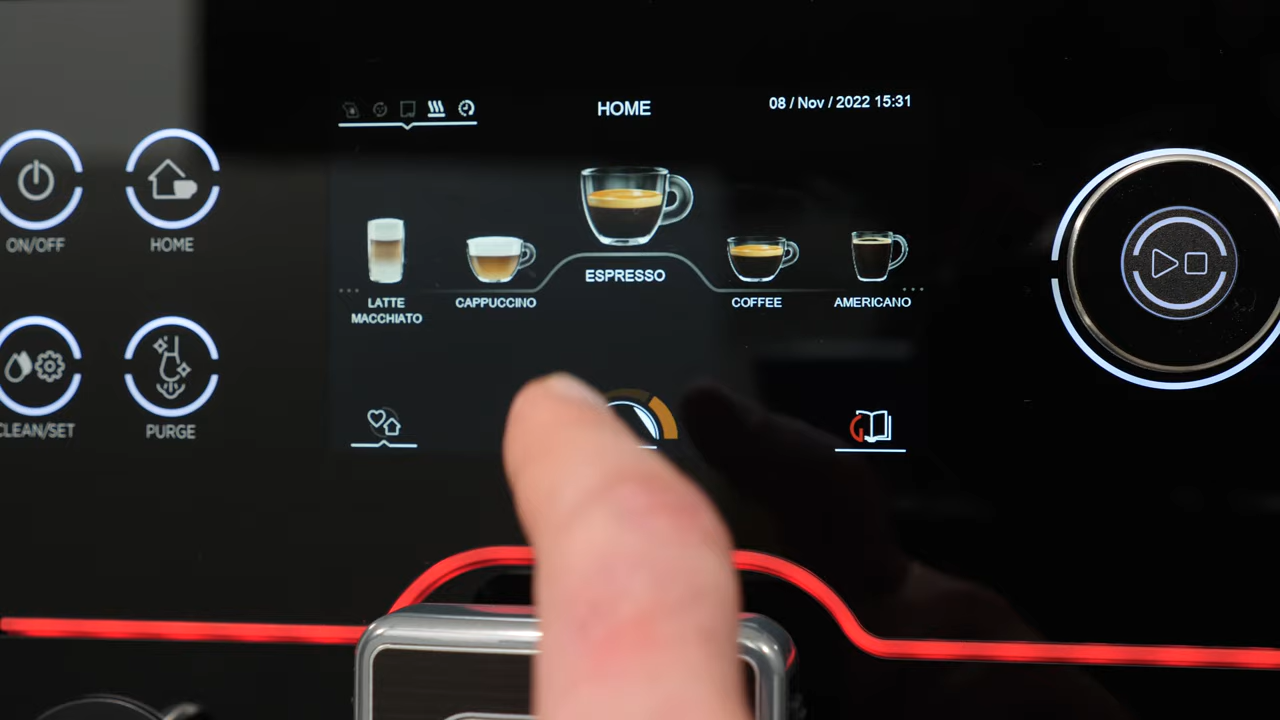 HOME
08 / Nov / 2022 15:31
ON/OFF
HOME
LATTE
MACCHIATO
CAPPUCCINO
ESPRESSO
COFFEE
AMERICANO
CLEAN/SET
PURGE